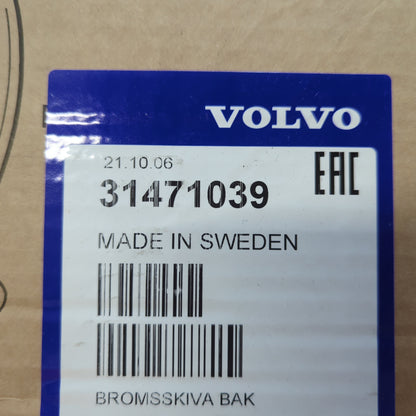 VOLVO
21.10.06
EAC
31471039
MADE IN SWEDEN
BROMSSKIVA BAK